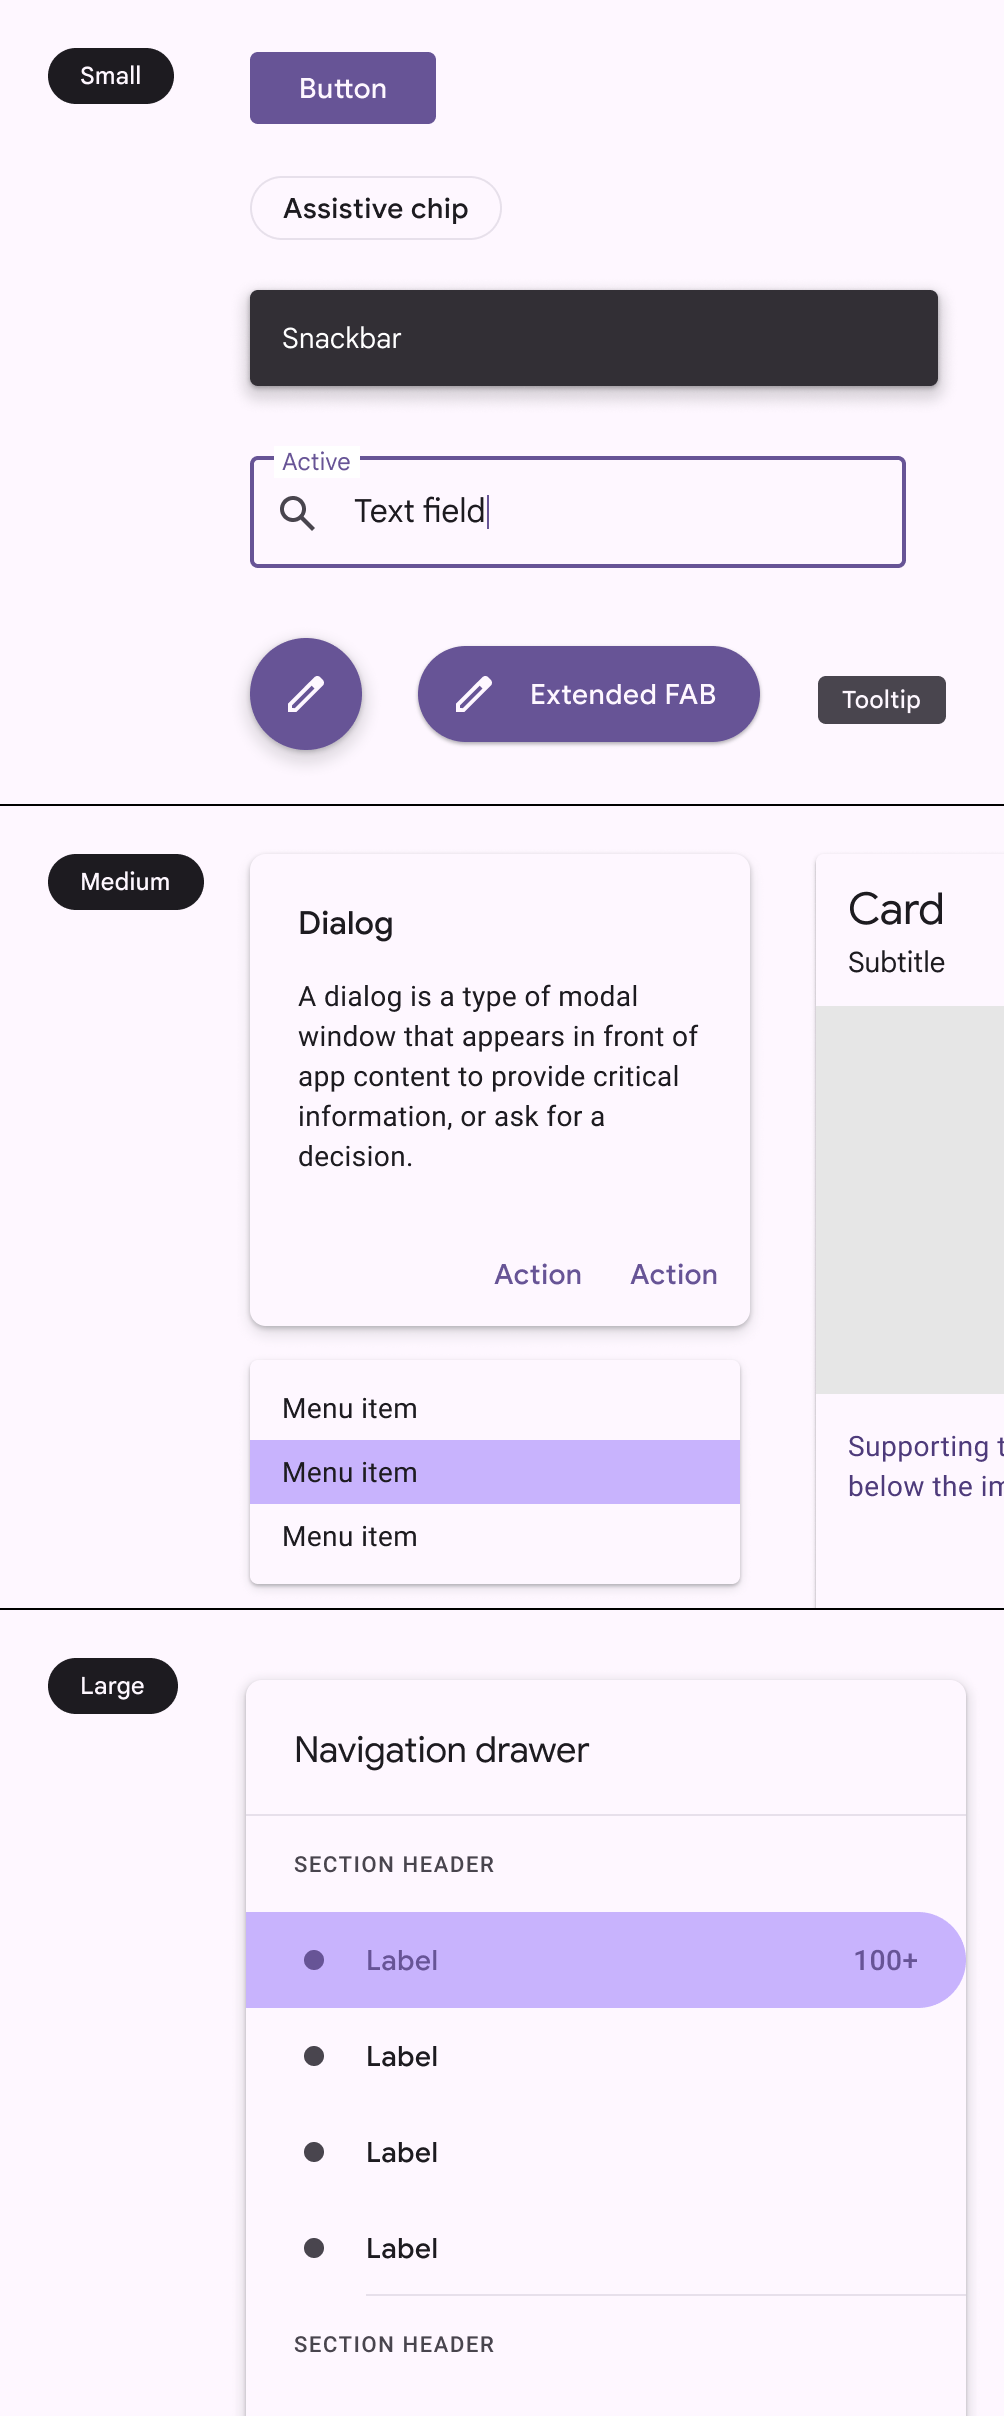 Small
Button
Assistive chip
Snackbar
Active
Text field
Extended FAB
Tooltip
Medium
Dialog
A dialog is a type of modal
window that appears in front of
app content to provide critical
information, or ask for a
decision.
Action Action
Card
Subtitle
Supporting
below the
Menu item
Menu item
Menu item
Large
Navigation drawer
SECTION HEADER
Label 100+
Label
Label
Label
SECTION HEADER